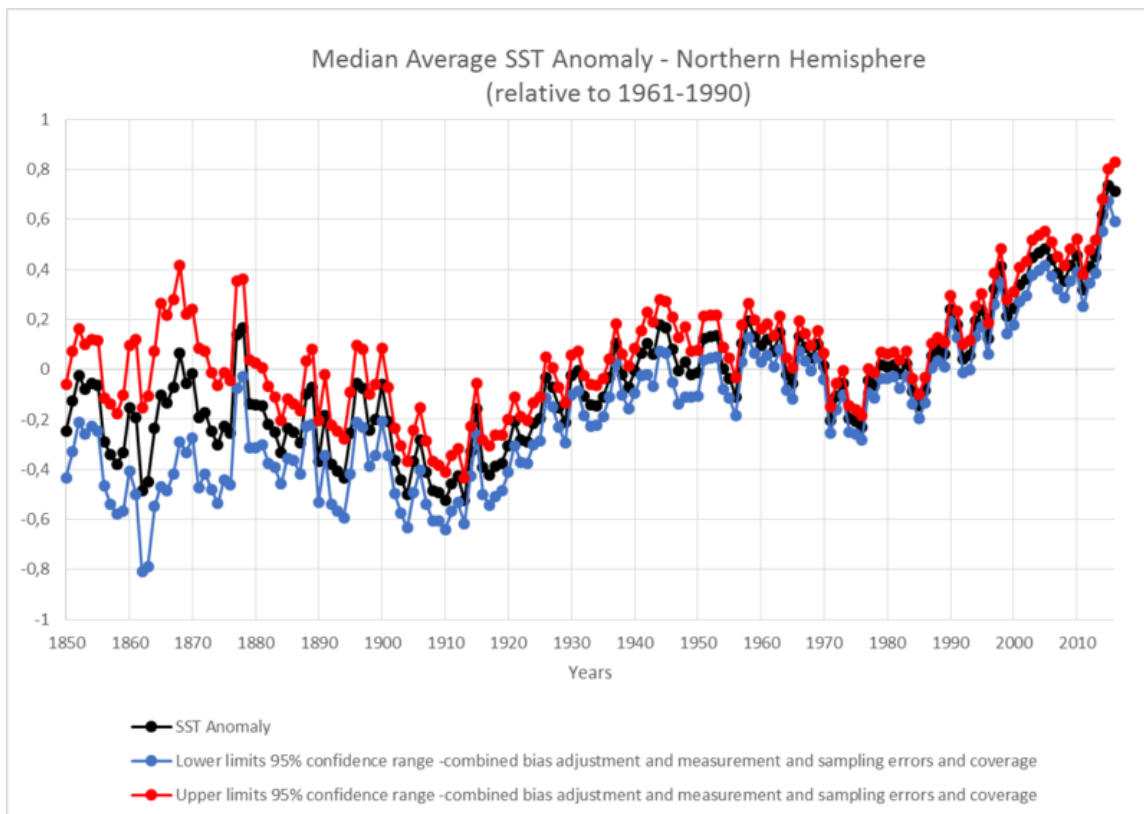 Median Average SST Anomaly - Northern Hemisphere
(relative to 1961-1990)
1
0,8
0,6
0,4
0,2
0
-0,2
-0,4
-0,6
-0,8
-1
1850 1860 1870 1880 1890 1900 1910 1920 1930 1940 1950 1960 1970 1980 1990 2000 2010
Years
SST Anomaly
Lower limits 95% confidence range -combined bias adjustment and measurement and sampling errors and coverage
Upper limits 95% confidence range -combined bias adjustment and measurement and sampling errors and coverage